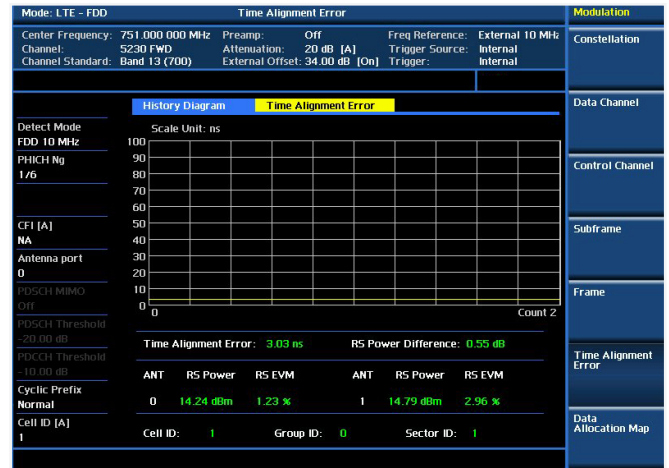 Mode: LTE - FDD Time Alignment Error Modulation
Center Frequency: 751.000 000 MHz Preamp: Off Freq Reference: External 10 MHz
Channel: 5230 FWD Attenuation: 20 dB [A] Trigger Source: Internal
Channel Standard: Band 13 (700) External Offset: 34.00 dB [On] Trigger: Internal
Constellation
History Diagram Time Alignment Error
Data Channel
Detect Mode
FDD 10 MHz
PHICH Ng
1/6
CFI [A]
NA
Antenna port
0
PDSCH MIMO
Off
PDSCH Threshold
-20.00 dB
PDCCH Threshold
-10.00 dB
Cyclic Prefix
Normal
Cell ID [A]
1
Scale Unit: ns
100
90
80
70
60
50
40
30
20
10
0
0 Count 2
Time Alignment Error: 3.03 ns RS Power Difference: 0.55 dB
ANT RS Power RS EVM ANT RS Power RS EVM
0 14.24 dBm 1.23 % 1 14.79 dBm 2.96 %
Cell ID: 1 Group ID: 0 Sector ID: 1
Control Channel
Subframe
Frame
Time Alignment
Error
Data
Allocation Map